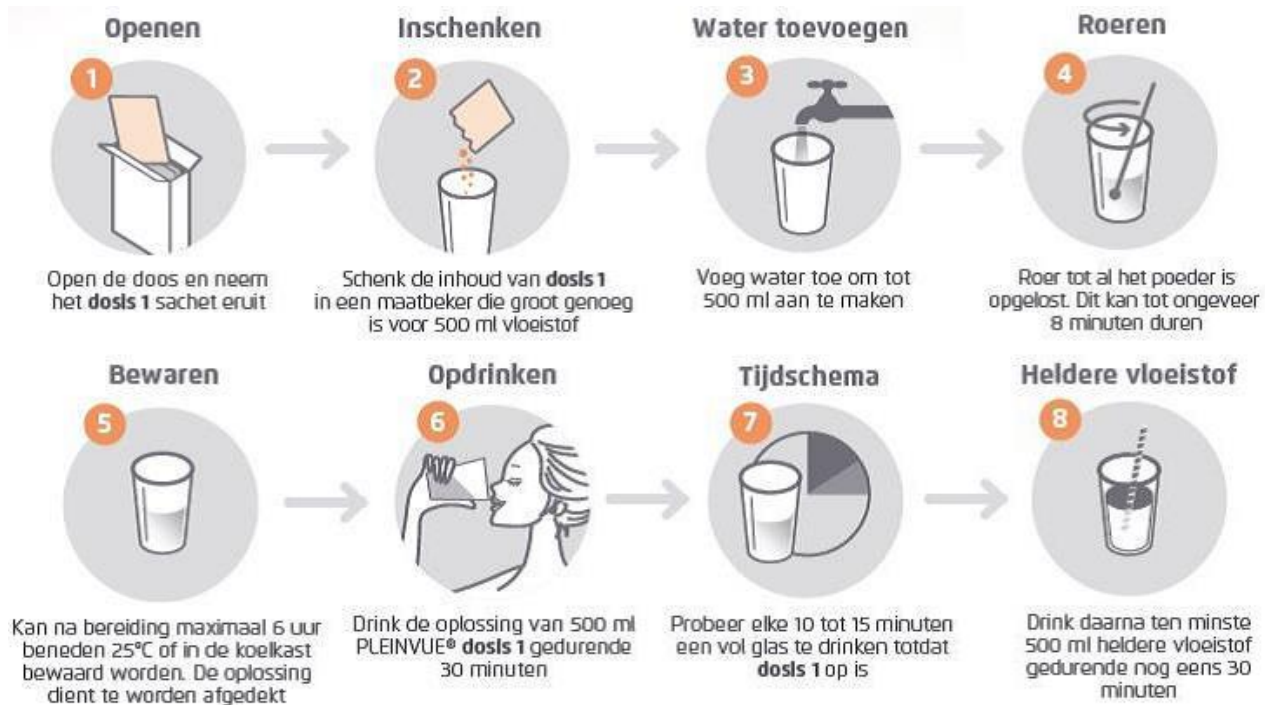 Openen
1
Open de doos en neem
het dosis 1 sachet eruit
Inschenken
2
Schenk de inhoud van dosis 1
in een maatbeker die groot genoeg
is voor 500 ml vloeistof
Water toevoegen
3
Voeg water toe om tot
500 ml aan te maken
Roeren
4
Roer tot al het poeder is
opgelost. Dit kan tot ongeveer
8 minuten duren
Bewaren
5
Kan na bereiding maximaal 6 uur
beneden 25°C of in de koelkast
bewaard worden. De oplossing
dient te worden afgedekt
Opdrinken
6
Drink de oplossing van 500 ml
PLEINVUE® dosis 1 gedurende
30 minuten
Tijdschema
7
Probeer elke 10 tot 15 minuten
een vol glas te drinken totdat
dosis 1 op is
Heldere vloeistof
8
Drink daarna ten minste
500 ml heldere vloeistof
gedurende nog eens 30
minuten